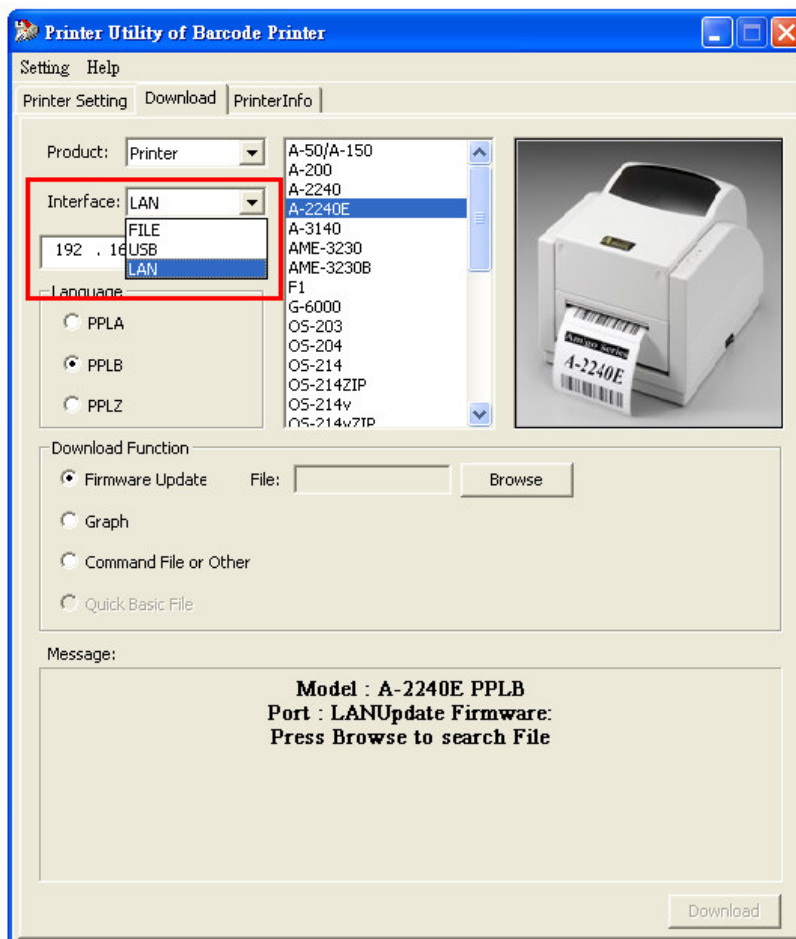 Printer Utility of Barcode Printer
Setting Help
Printer Setting Download PrinterInfo
Product: Printer
Interface: LAN
FILE
USB
LAN
192 . 16
Language
PPLA
PPLB
PPLZ
A-50/A-150
A-200
A-2240
A-2240E
A-3140
AME-3230
AME-3230B
F1
G-6000
OS-203
OS-204
OS-214
OS-214ZIP
OS-214v
OS-214vZIP
Amigo Series
A-2240E
Download Function
Firmware Update File: Browse
Graph
Command File or Other
Quick Basic File
Message:
Model : A-2240E PPLB
Port : LANUpdate Firmware:
Press Browse to search File
Download